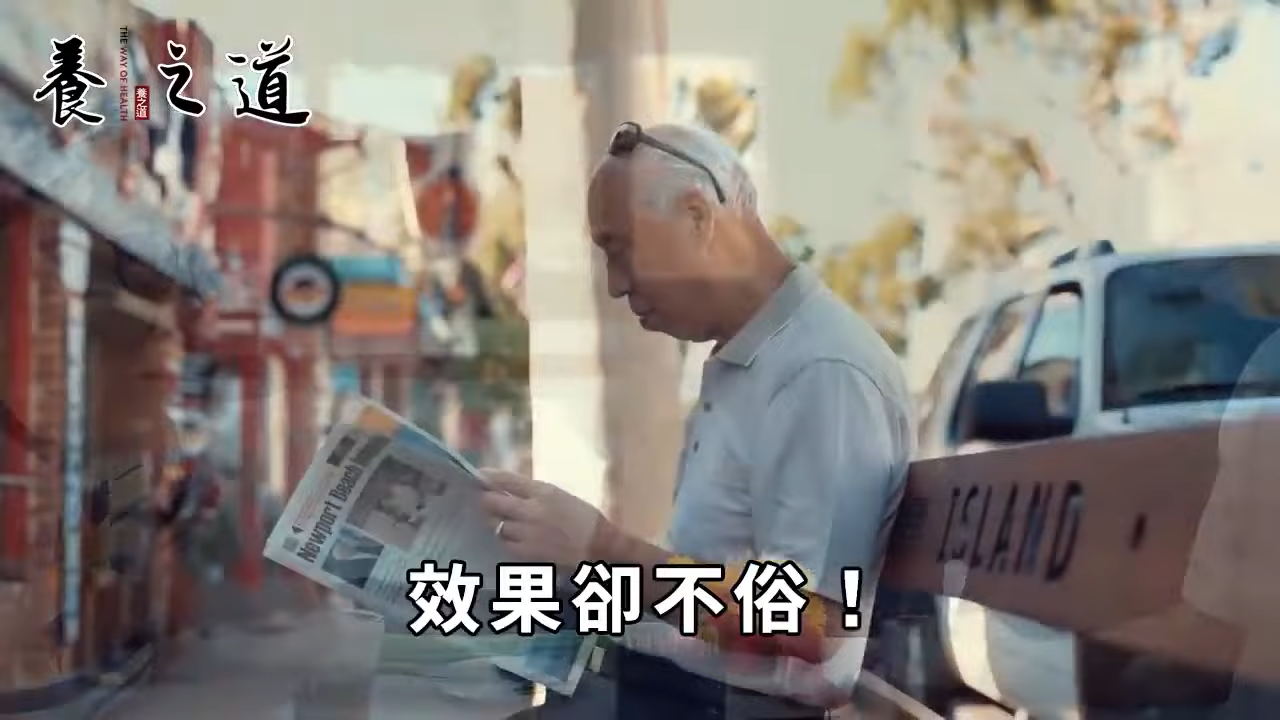 養之道
THE WAY OF HEALTH
養之道
Newport Beach
ISLAND
效果卻不俗！